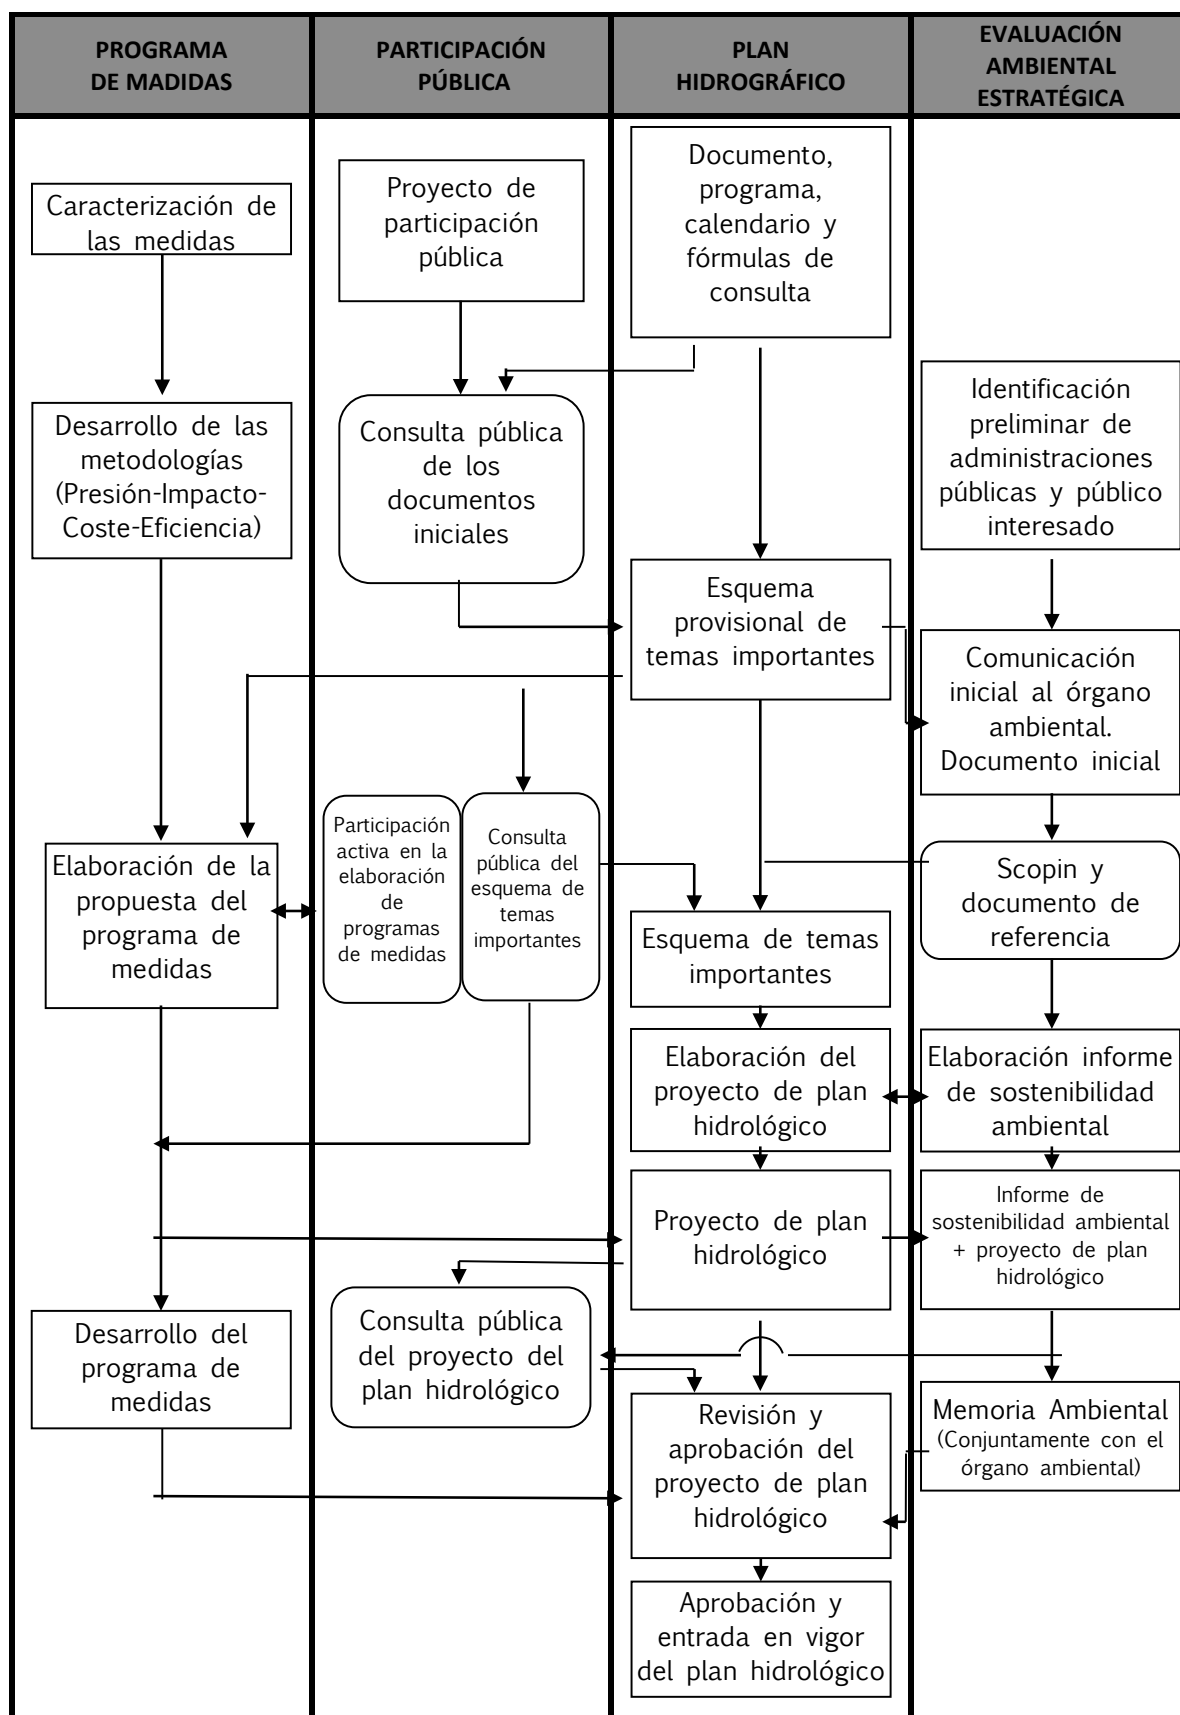 PROGRAMA
DE MADIDAS
PARTICIPACIÓN
PÚBLICA
PLAN
HIDROGRÁFICO
EVALUACIÓN
AMBIENTAL
ESTRATÉGICA
Caracterización de
las medidas
Proyecto de
participación
pública
Documento,
programa,
calendario y
fórmulas de
consulta
Desarrollo de las
metodologías
(Presión-Impacto-
Coste-Eficiencia)
Consulta pública
de los
documentos
iniciales
Identificación
preliminar de
administraciones
públicas y público
interesado
Esquema
provisional de
temas importantes
Comunicación
inicial al órgano
ambiental.
Documento inicial
Elaboración de la
propuesta del
programa de
medidas
Participación
activa en la
elaboración
de
programas
de medidas
Consulta
pública del
esquema de
temas
importantes
Esquema de temas
importantes
Scopin y
documento de
referencia
Elaboración del
proyecto de plan
hidrológico
Elaboración informe
de sostenibilidad
ambiental
Proyecto de plan
hidrológico
Informe de
sostenibilidad ambiental
+ proyecto de plan
hidrológico
Desarrollo del
programa de
medidas
Consulta pública
del proyecto del
plan hidrológico
Revisión y
aprobación del
proyecto de plan
hidrológico
Memoria Ambiental
(Conjuntamente con el
órgano ambiental)
Aprobación y
entrada en vigor
del plan hidrológico